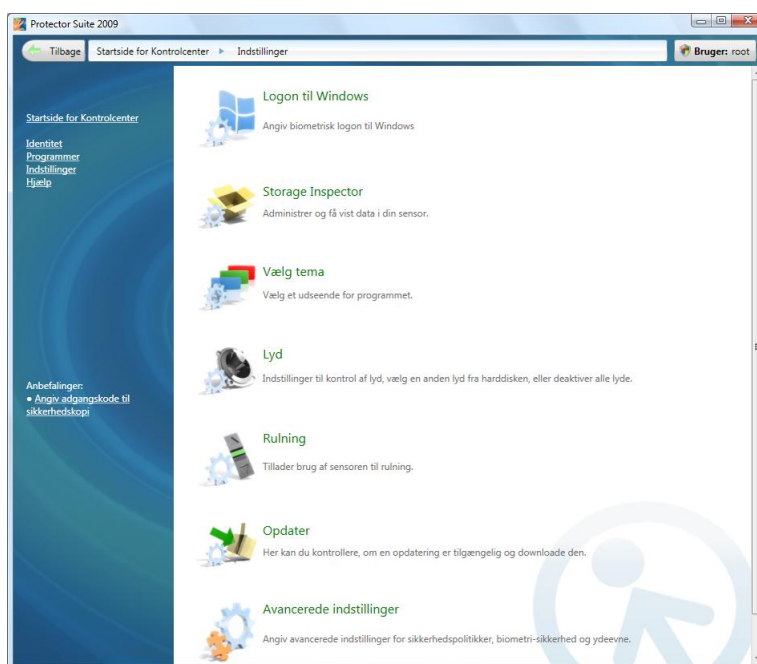 Protector Suite 2009
Tilbage
Startside for Kontrolcenter
Indstillinger
Bruger: root
Startside for Kontrolcenter
Identitet
Programmer
Indstillinger
Hjælp
Anbefalinger:
• Angiv adgangskode til
sikkerhedskopi
Logon til Windows
Angiv biometrisk logon til Windows
Storage Inspector
Administrer og få vist data i din sensor.
Vælg tema
Vælg et udseende for programmet.
Lyd
Indstillinger til kontrol af lyd, vælg en anden lyd fra harddisken, eller deaktiver alle lyde.
Rulning
Tillader brug af sensoren til rulning.
Opdater
Her kan du kontrollere, om en opdatering er tilgængelig og downloade den.
Avancerede indstillinger
Angiv avancerede indstillinger for sikkerhedspolitikker, biometri-sikkerhed og ydeevne.